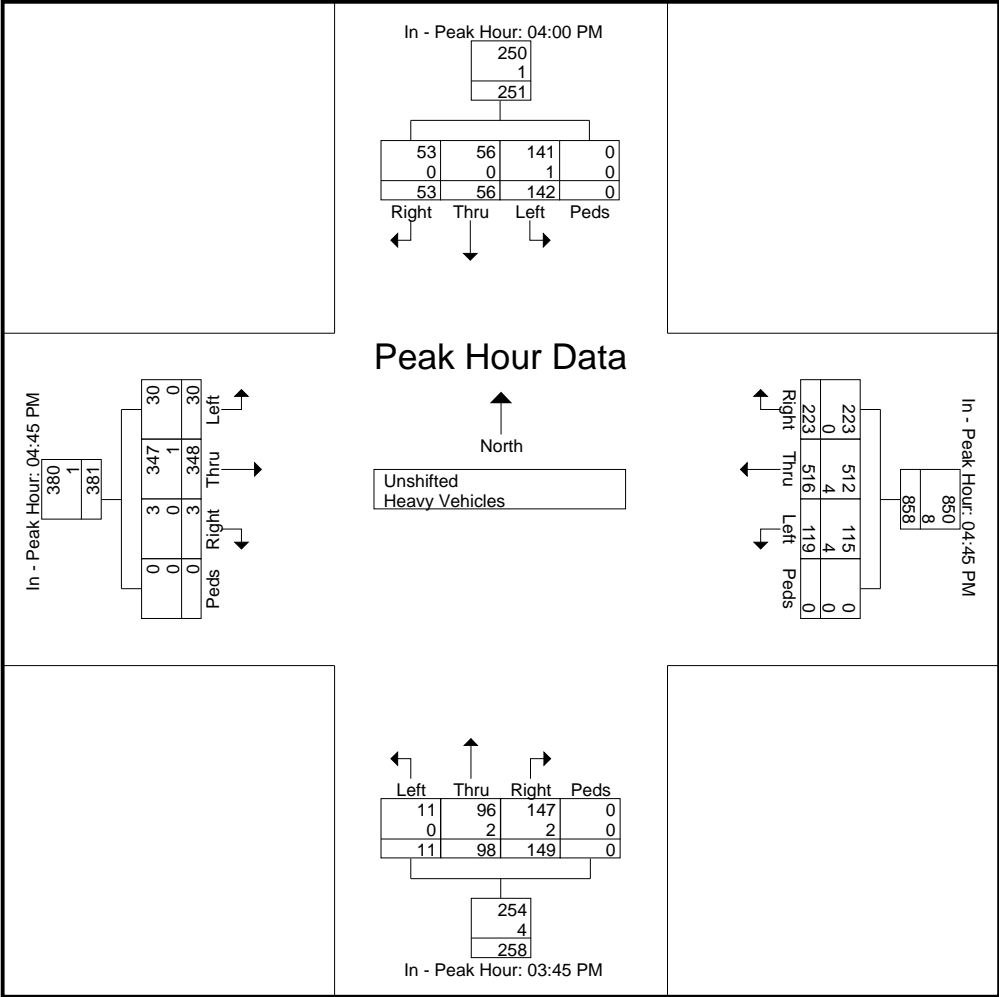 In - Peak Hour: 04:00 PM
250
1
251
53 56 141 0
0 0 1 0
53 56 142 0
Right Thru Left Peds
Peak Hour Data
North
Unshifted
Heavy Vehicles
In - Peak Hour: 04:45 PM
380
1
381
30 347 3 0
0 1 0 0
30 348 3 0
Left Thru Right Peds
In - Peak Hour: 04:45 PM
850
8
858
223 512 115 0
0 4 4 0
223 516 119 0
Right Thru Left Peds
Left Thru Right Peds
11 96 147 0
0 2 2 0
11 98 149 0
254
4
258
In - Peak Hour: 03:45 PM